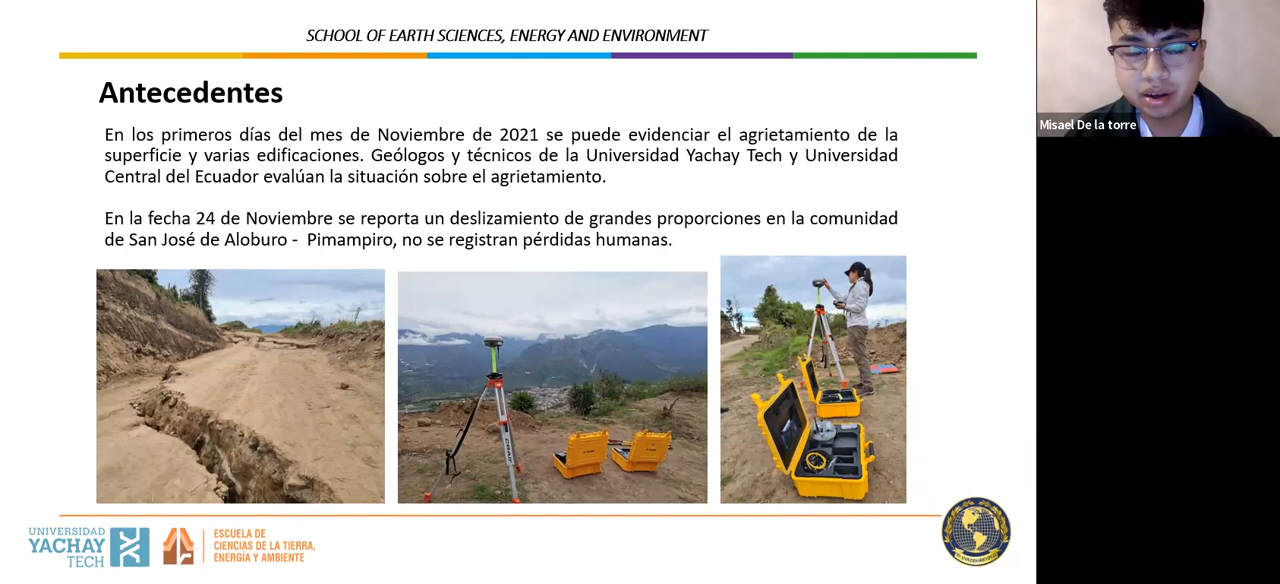 SCHOOL OF EARTH SCIENCES, ENERGY AND ENVIRONMENT
Antecedentes
En los primeros días del mes de Noviembre de 2021 se puede evidenciar el agrietamiento de la
superficie y varias edificaciones. Geólogos y técnicos de la Universidad Yachay Tech y Universidad
Central del Ecuador evalúan la situación sobre el agrietamiento.
En la fecha 24 de Noviembre se reporta un deslizamiento de grandes proporciones en la comunidad
de San José de Aloburo - Pimampiro, no se registran pérdidas humanas.
Misael De la torre
UNIVERSIDAD
YACHAY
TECH
ESCUELA DE
CIENCIAS DE LA TIERRA,
ENERGÍA Y AMBIENTE